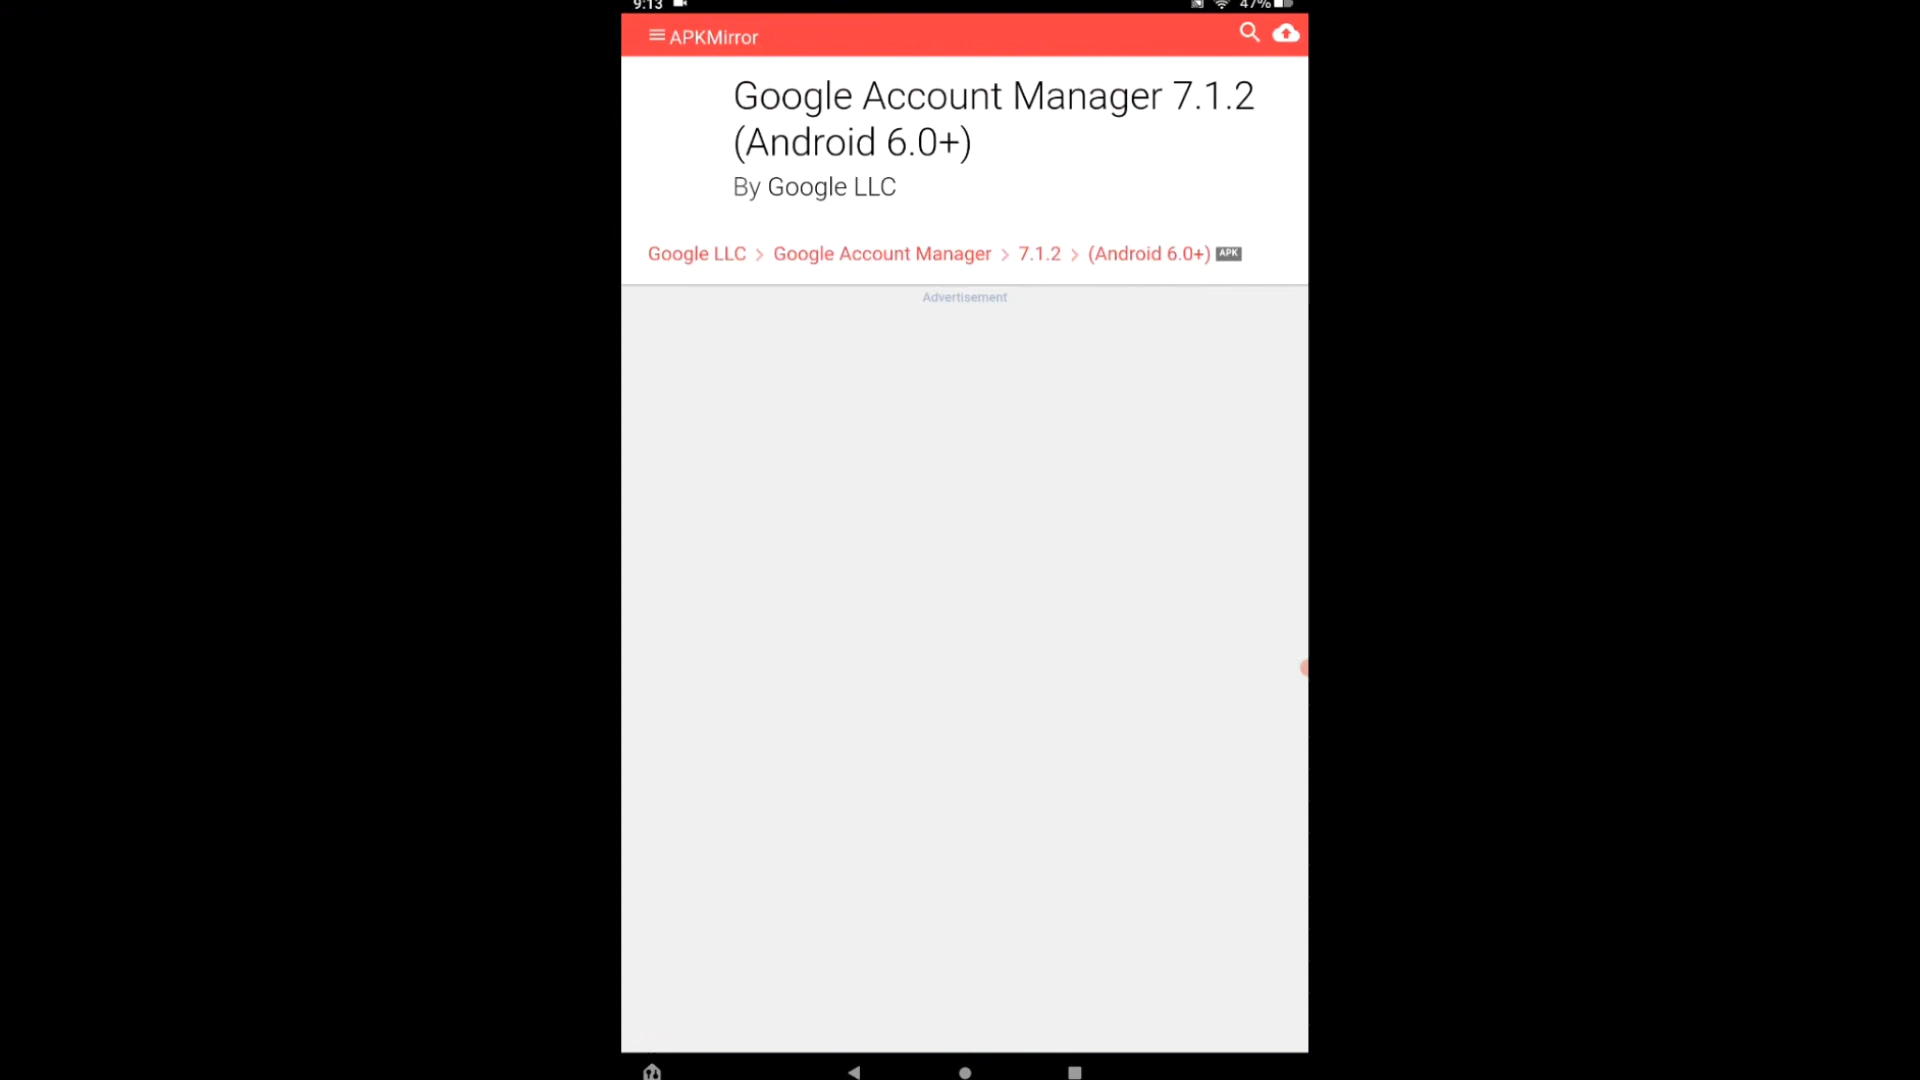 9:13
47%
APKMirror
Google Account Manager 7.1.2
(Android 6.0+)
By Google LLC
Google LLC > Google Account Manager > 7.1.2 > (Android 6.0+) APK
Advertisement